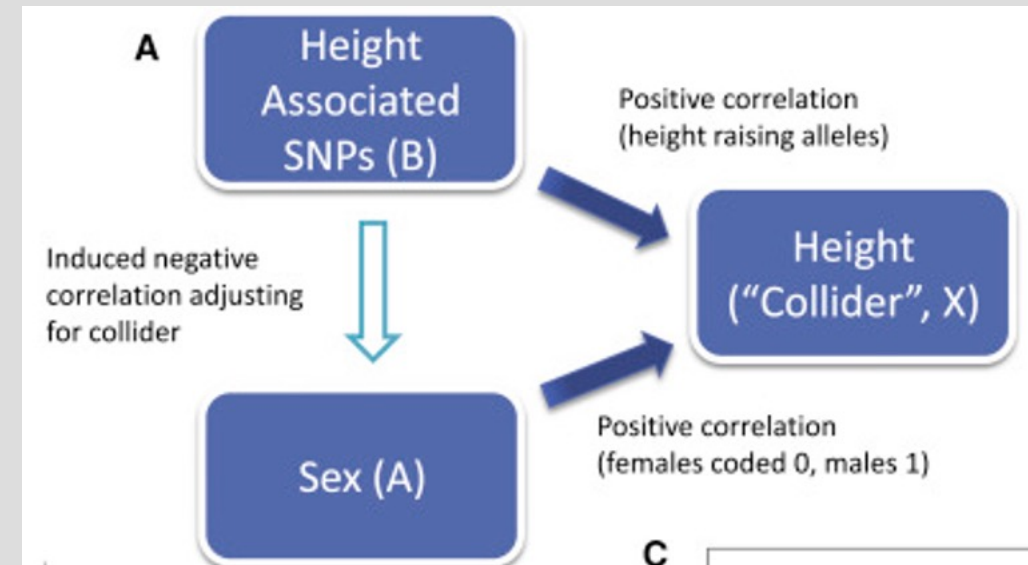 A
Height
Associated
SNPs (B)
Positive correlation
(height raising alleles)
Induced negative
correlation adjusting
for collider
Height
(“Collider”, X)
Sex (A)
Positive correlation
(females coded 0, males 1)
C